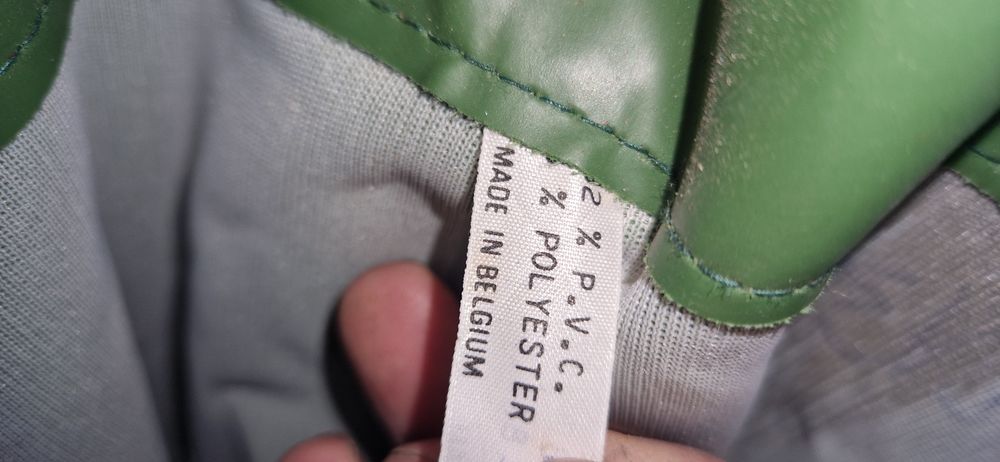 2 % P.V.C.
% POLYESTER
MADE IN BELGIUM